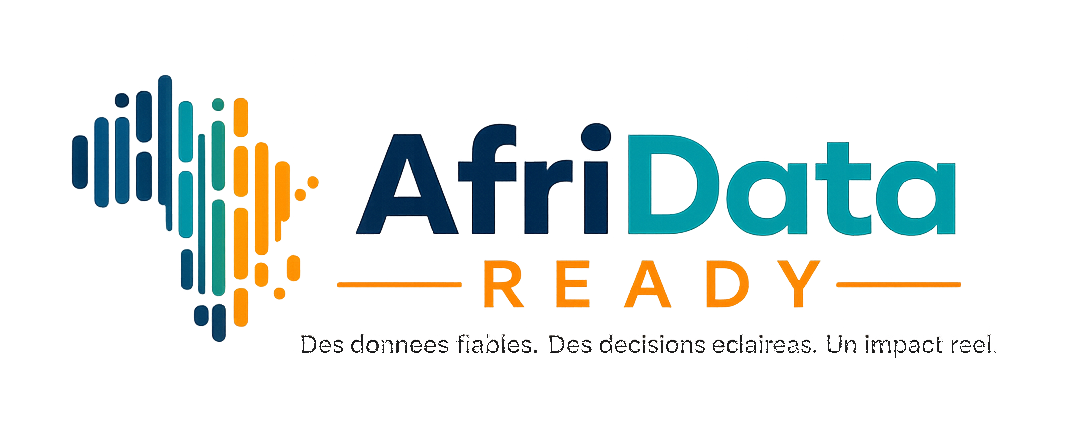 AfriData
READY
Des donnees fiables. Des decisions eclaireas. Un impact reel.